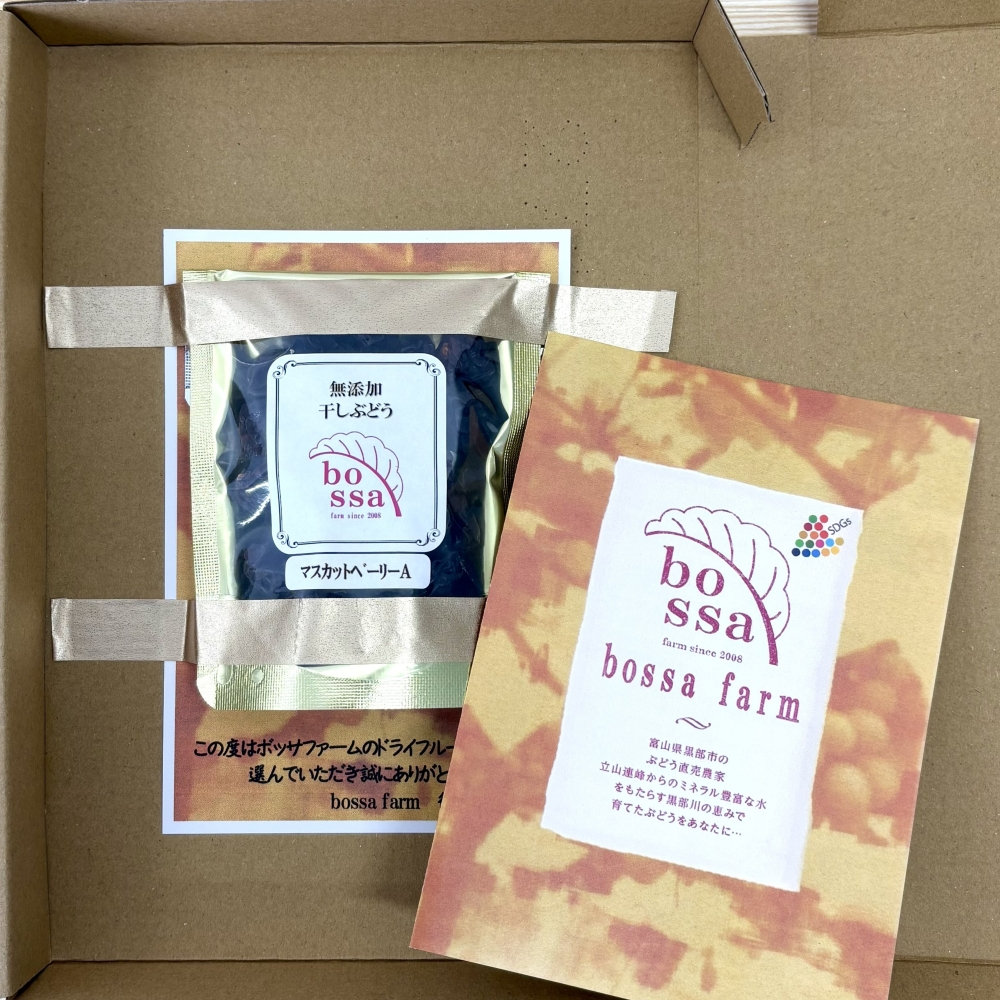 無添加
干しぶどう
bo
ssa
farm since 2008
マスカットベーリーA
この度はボッサファームのドライフルー
選んでいただき誠にありがと
bossa farm
SDGs
bo
ssa
farm since 2008
bossa farm
富山県黒部市の
ぶどう直売農家
立山連峰からのミネラル豊富な水
をもたらす黒部川の恵みで
育てたぶどうをあなたに…